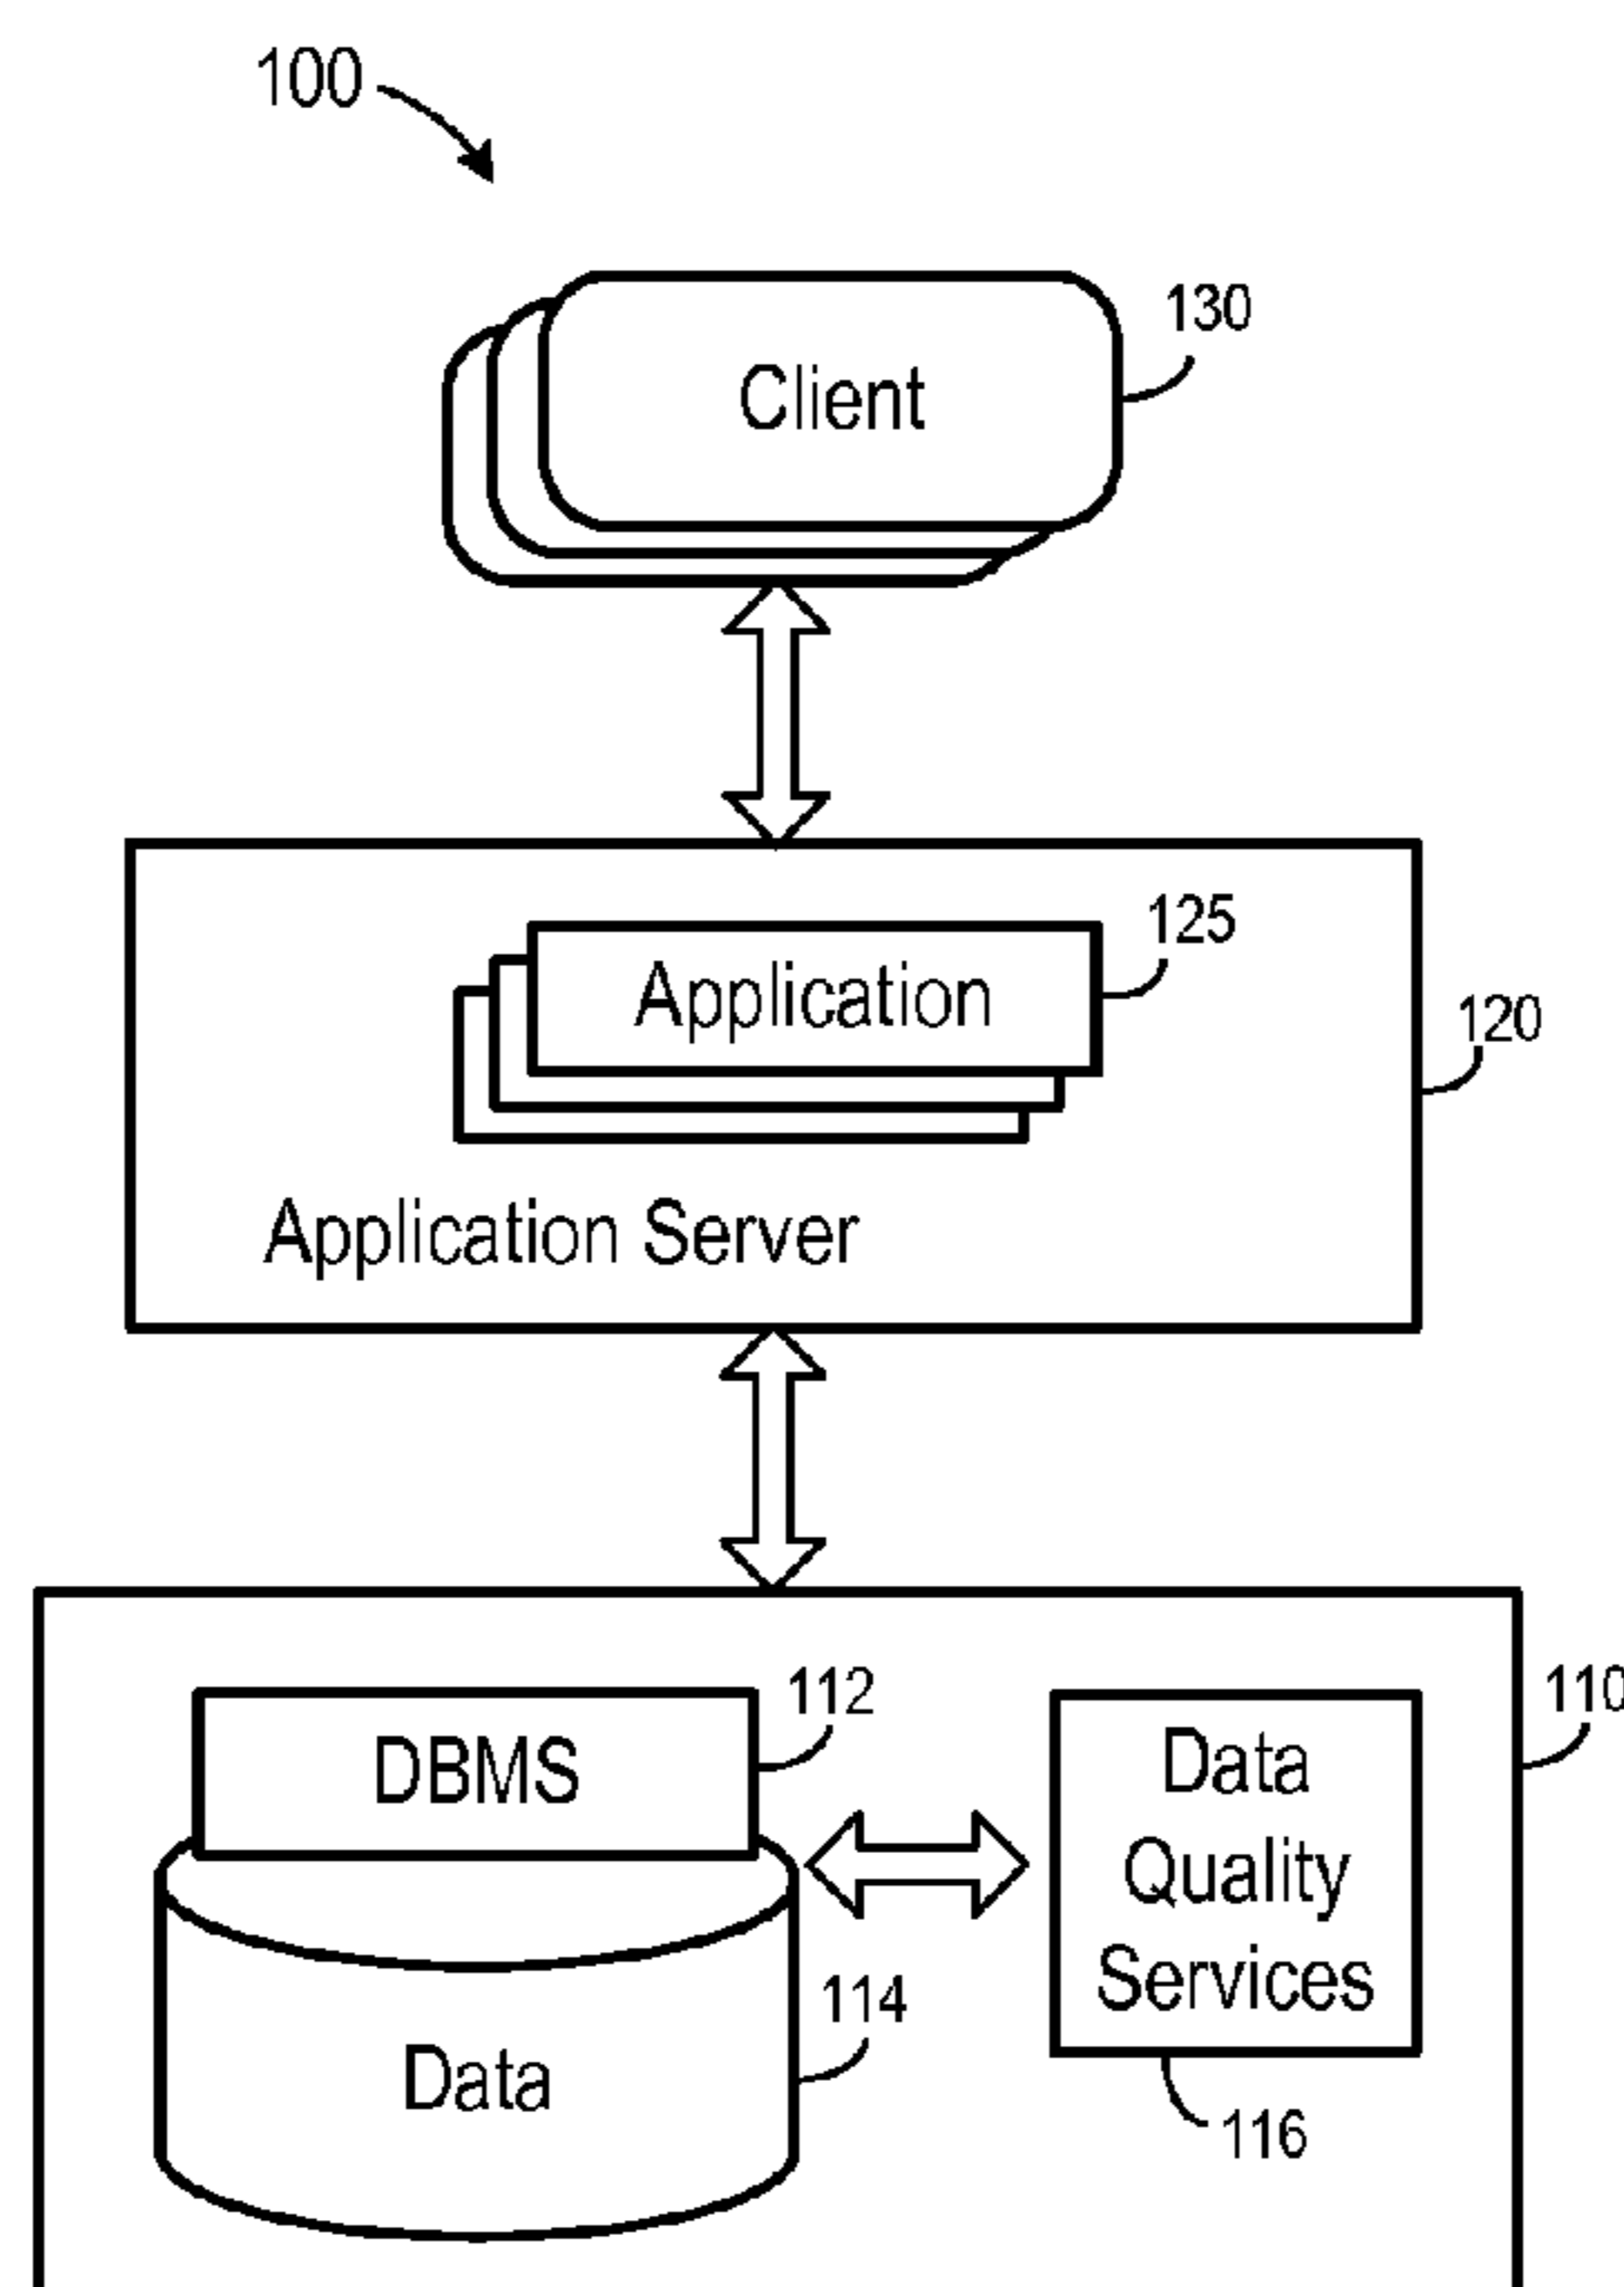 100
130
Client
125
Application
120
Application Server
112
110
DBMS
Data
Quality
Services
114
Data
116